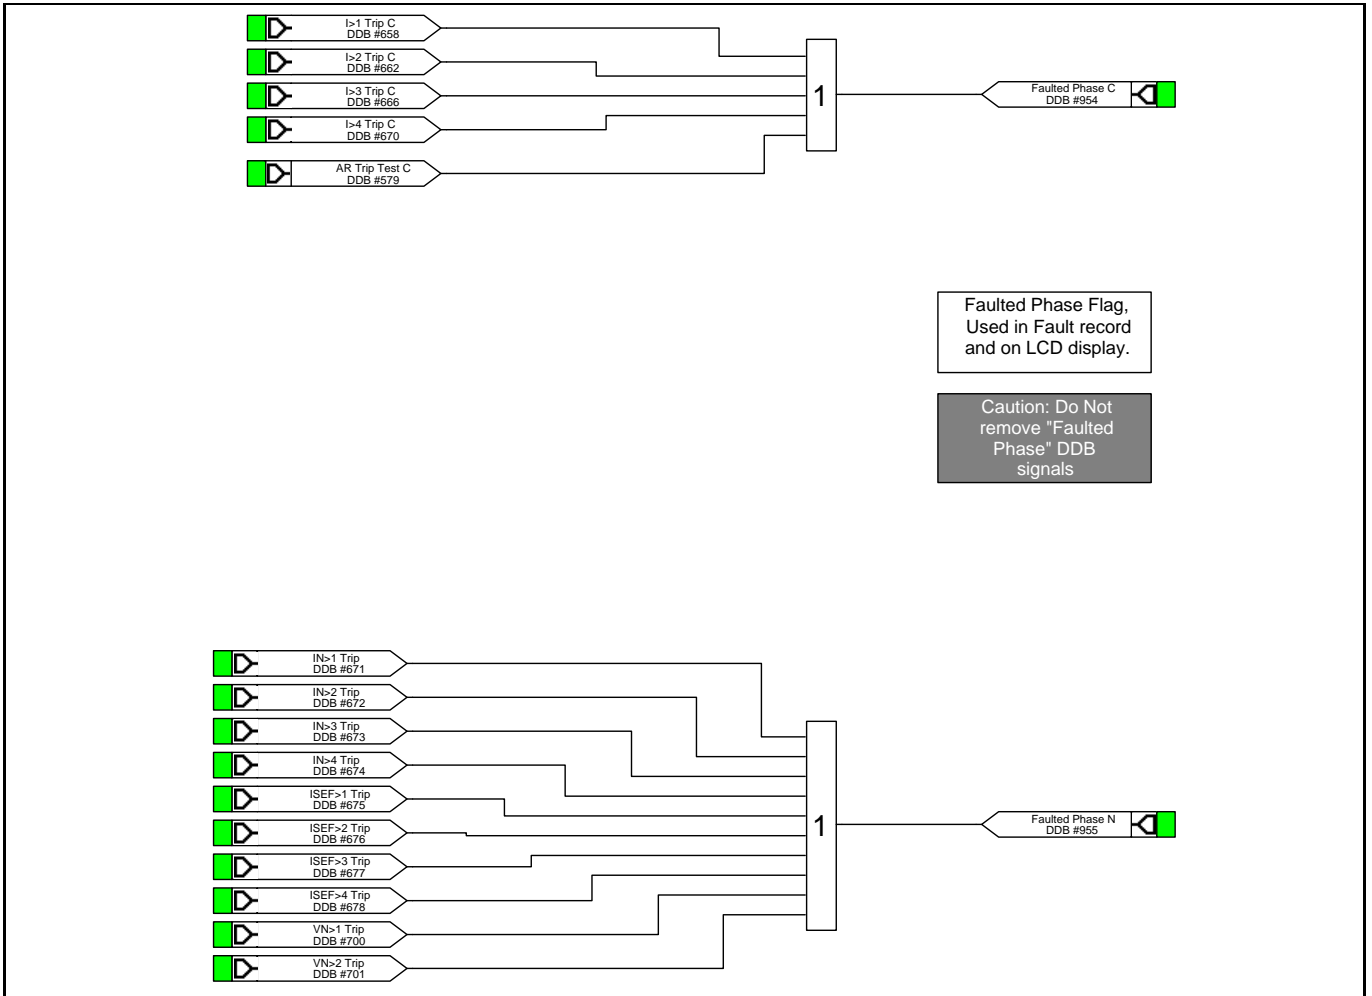 I>1 Trip C
DDB #658
I>2 Trip C
DDB #662
I>3 Trip C
DDB #666
I>4 Trip C
DDB #670
AR Trip Test C
DDB #579
1
Faulted Phase C
DDB #954
Faulted Phase Flag,
Used in Fault record
and on LCD display.
Caution: Do Not
remove "Faulted
Phase" DDB
signals
IN>1 Trip
DDB #671
IN>2 Trip
DDB #672
IN>3 Trip
DDB #673
IN>4 Trip
DDB #674
ISEF>1 Trip
DDB #675
ISEF>2 Trip
DDB #676
ISEF>3 Trip
DDB #677
ISEF>4 Trip
DDB #678
VN>1 Trip
DDB #700
VN>2 Trip
DDB #701
1
Faulted Phase N
DDB #955